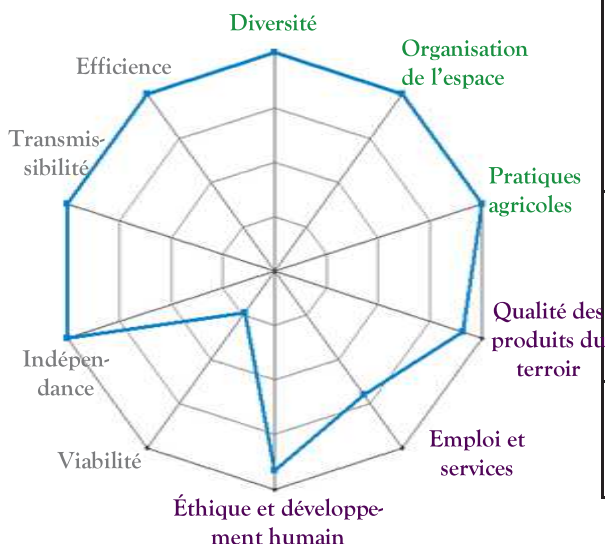 Diversité
Organisation
de l'espace
Pratiques
agricoles
Qualité des
produits du
terroir
Emploi et
services
Éthique et développe-
ment humain
Viabilité
Indépen-
dance
Transmis-
sibilité
Efficience